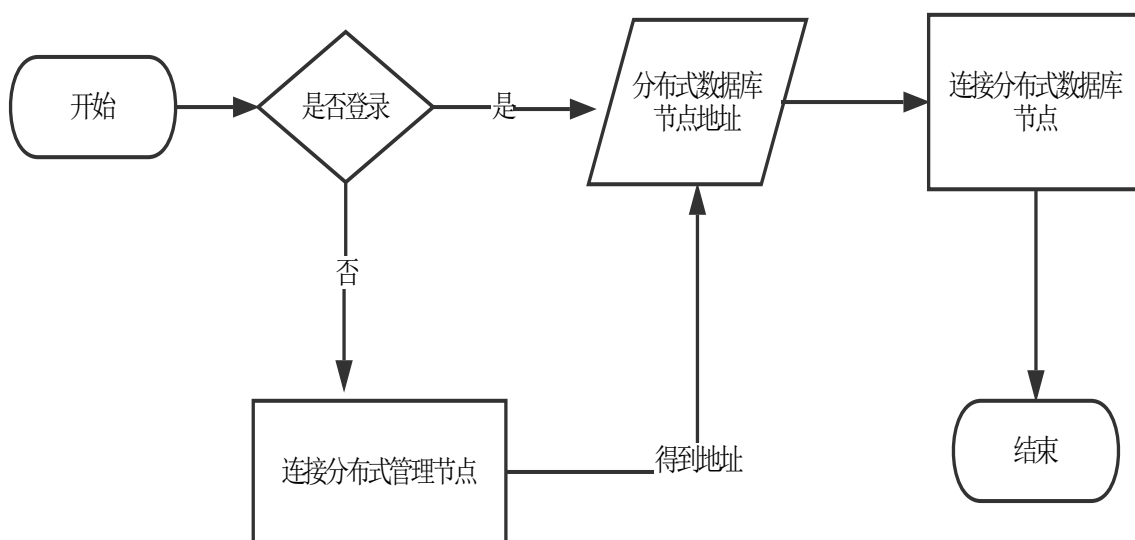 开始
是否登录
是
分布式数据库
节点地址
连接分布式数据库
节点
否
连接分布式管理节点
得到地址
结束